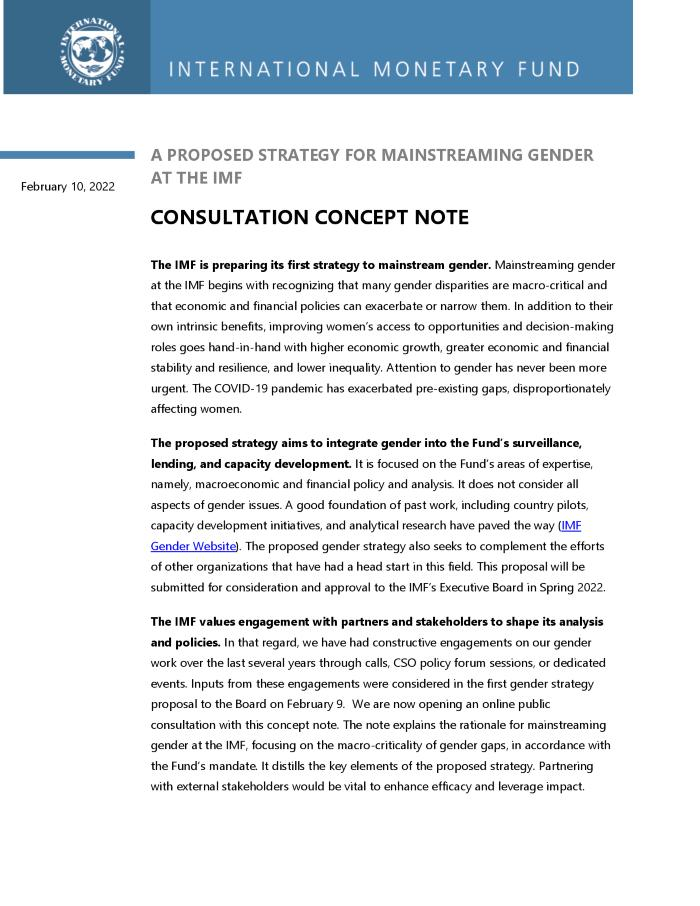 INTERNATIONAL MONETARY FUND
INTERNATIONAL MONETARY FUND
A PROPOSED STRATEGY FOR MAINSTREAMING GENDER
AT THE IMF
February 10, 2022
CONSULTATION CONCEPT NOTE
The IMF is preparing its first strategy to mainstream gender. Mainstreaming gender
at the IMF begins with recognizing that many gender disparities are macro-critical and
that economic and financial policies can exacerbate or narrow them. In addition to their
own intrinsic benefits, improving women's access to opportunities and decision-making
roles goes hand-in-hand with higher economic growth, greater economic and financial
stability and resilience, and lower inequality. Attention to gender has never been more
urgent. The COVID-19 pandemic has exacerbated pre-existing gaps, disproportionately
affecting women.
The proposed strategy aims to integrate gender into the Fund's surveillance,
lending, and capacity development. It is focused on the Fund's areas of expertise,
namely, macroeconomic and financial policy and analysis. It does not consider all
aspects of gender issues. A good foundation of past work, including country pilots,
capacity development initiatives, and analytical research have paved the way (IMF
Gender Website). The proposed gender strategy also seeks to complement the efforts
of other organizations that have had a head start in this field. This proposal will be
submitted for consideration and approval to the IMF's Executive Board in Spring 2022.
The IMF values engagement with partners and stakeholders to shape its analysis
and policies. In that regard, we have had constructive engagements on our gender
work over the last several years through calls, CSO policy forum sessions, or dedicated
events. Inputs from these engagements were considered in the first gender strategy
proposal to the Board on February 9.  We are now opening an online public
consultation with this concept note. The note explains the rationale for mainstreaming
gender at the IMF, focusing on the macro-criticality of gender gaps, in accordance with
the Fund's mandate. It distills the key elements of the proposed strategy. Partnering
with external stakeholders would be vital to enhance efficacy and leverage impact.